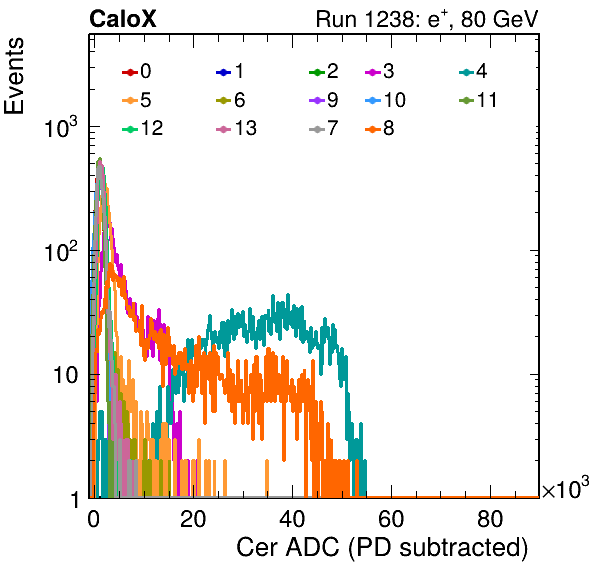 CaloX Run 1238: e⁺, 80 GeV
Events
0 1 2 3 4
5 6 9 10 11
12 13 7 8
10³
10²
10
1
0 20 40 60 80 ×10³
Cer ADC (PD subtracted)